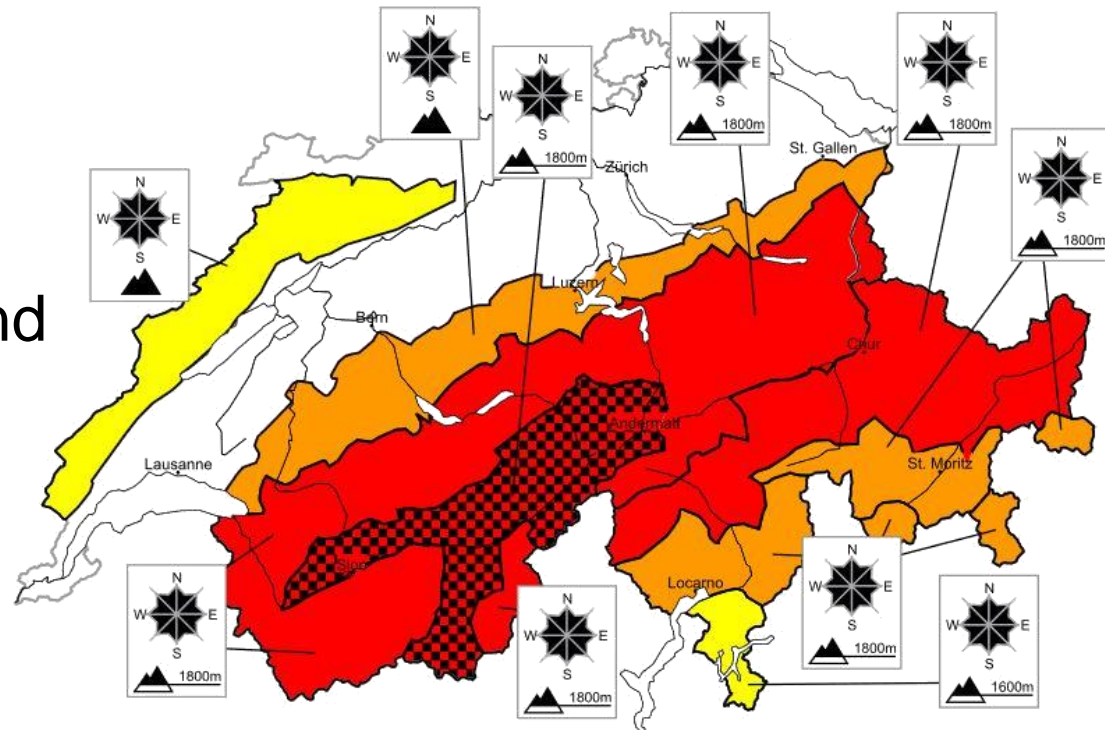 N
W E
S
N
W E
S
1800m
N
W E
S
1800m
N
W E
S
1800m
N
W E
S
1800m
N
W E
S
St. Gallen
Zürich
Luzern
nd
Bern
Chur
Andermatt
Lausanne
St. Moritz
Sion
Locarno
N
W E
S
1800m
N
W E
S
1800m
N
W E
S
1800m
N
W E
S
1600m